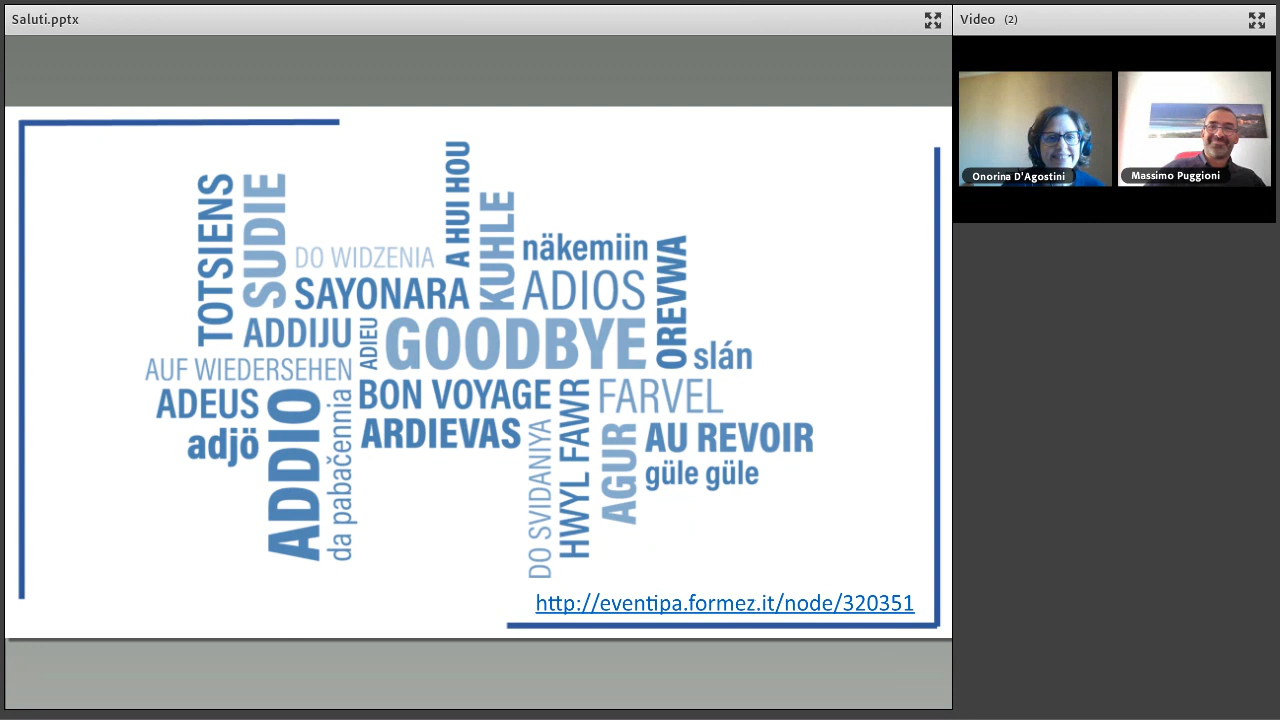 Saluti.pptx
Video (2)
Onorina D'Agostini
Massimo Puggioni
TOTSIENS
SUDIE
DO WIDZENIA
A HUI HOU
KUHLE
näkemiin
OREVWA
SAYONARA
ADIOS
ADDIJU
ADIEU
GOODBYE
slán
AUF WIEDERSEHEN
ADEUS
ADDIO
da pabačennia
BON VOYAGE
HWYL FAWR
FARVEL
adjö
ARDIEVAS
DO SVIDANIYA
AGUR
AU REVOIR
güle güle
http://eventipa.formez.it/node/320351